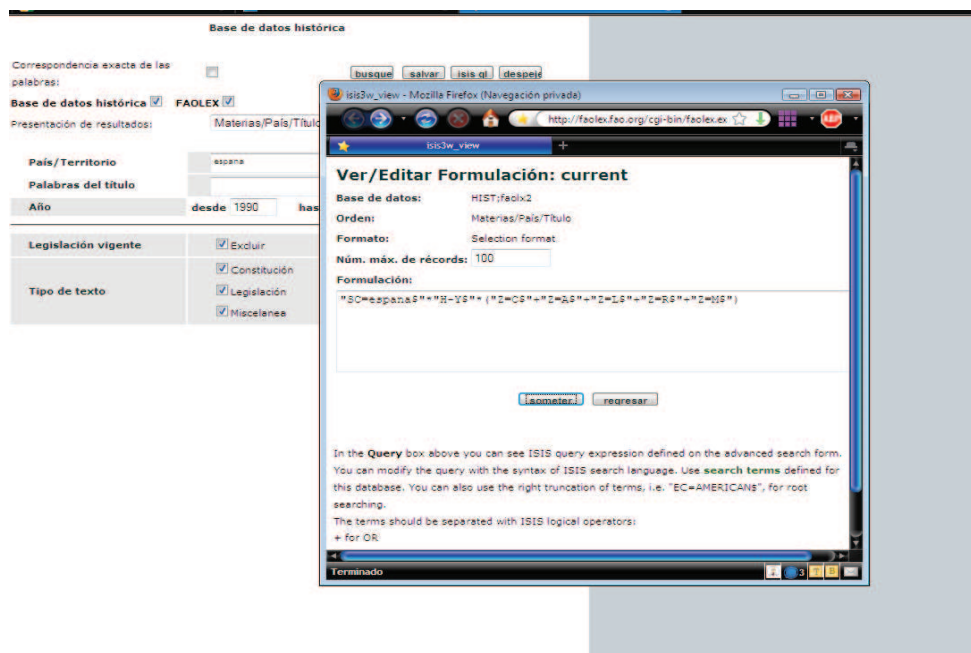 Base de datos histórica
Correspondencia exacta de las
palabras:
busque salvar isis ql despeje
Base de datos histórica FAOLEX
Presentación de resultados: Materias/País/Título
País/Territorio espana
Palabras del título
Año desde 1990 has
Legislación vigente Excluir
Tipo de texto
Constitución
Legislación
Miscelanea
isis3w_view - Mozilla Firefox (Navegación privada)
http://faolex.fao.org/cgi-bin/faolex.ex
isis3w_view
Ver/Editar Formulación: current
Base de datos: HIST;faolx2
Orden: Materias/País/Título
Formato: Selection format
Núm. máx. de récords: 100
Formulación:
"SC=espana$"*"H-Y$"*("Z=C$"+"Z=A$"+"Z=L$"+"Z=R$"+"Z=M$")
someter regresar
In the Query box above you can see ISIS query expression defined on the advanced search form.
You can modify the query with the syntax of ISIS search language. Use search terms defined for
this database. You can also use the right truncation of terms, i.e. "EC=AMERICAN$", for root
searching.
The terms should be separated with ISIS logical operators:
+ for OR
Terminado
3